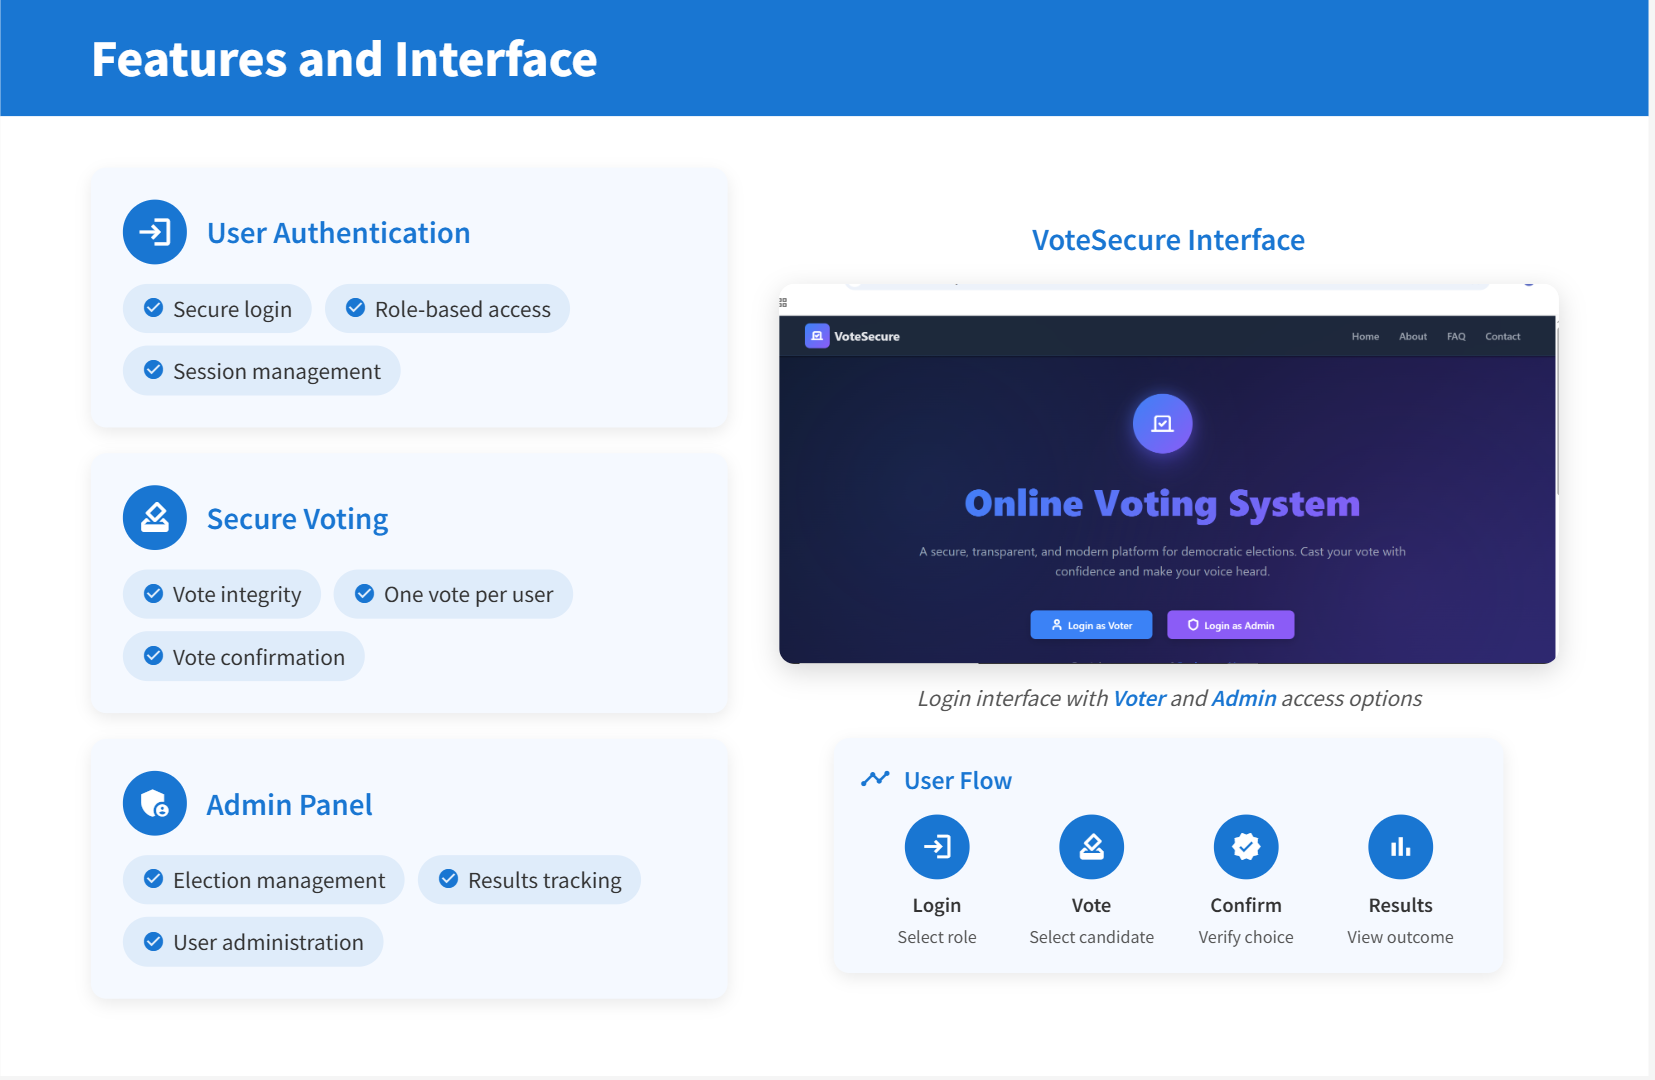 Features and Interface
User Authentication
Secure login
Role-based access
Session management
Secure Voting
Vote integrity
One vote per user
Vote confirmation
Admin Panel
Election management
Results tracking
User administration
VoteSecure Interface
VoteSecure
Home
About
FAQ
Contact
Online Voting System
A secure, transparent, and modern platform for democratic elections. Cast your vote with
confidence and make your voice heard.
Login as Voter
Login as Admin
Login interface with Voter and Admin access options
User Flow
Login
Select role
Vote
Select candidate
Confirm
Verify choice
Results
View outcome